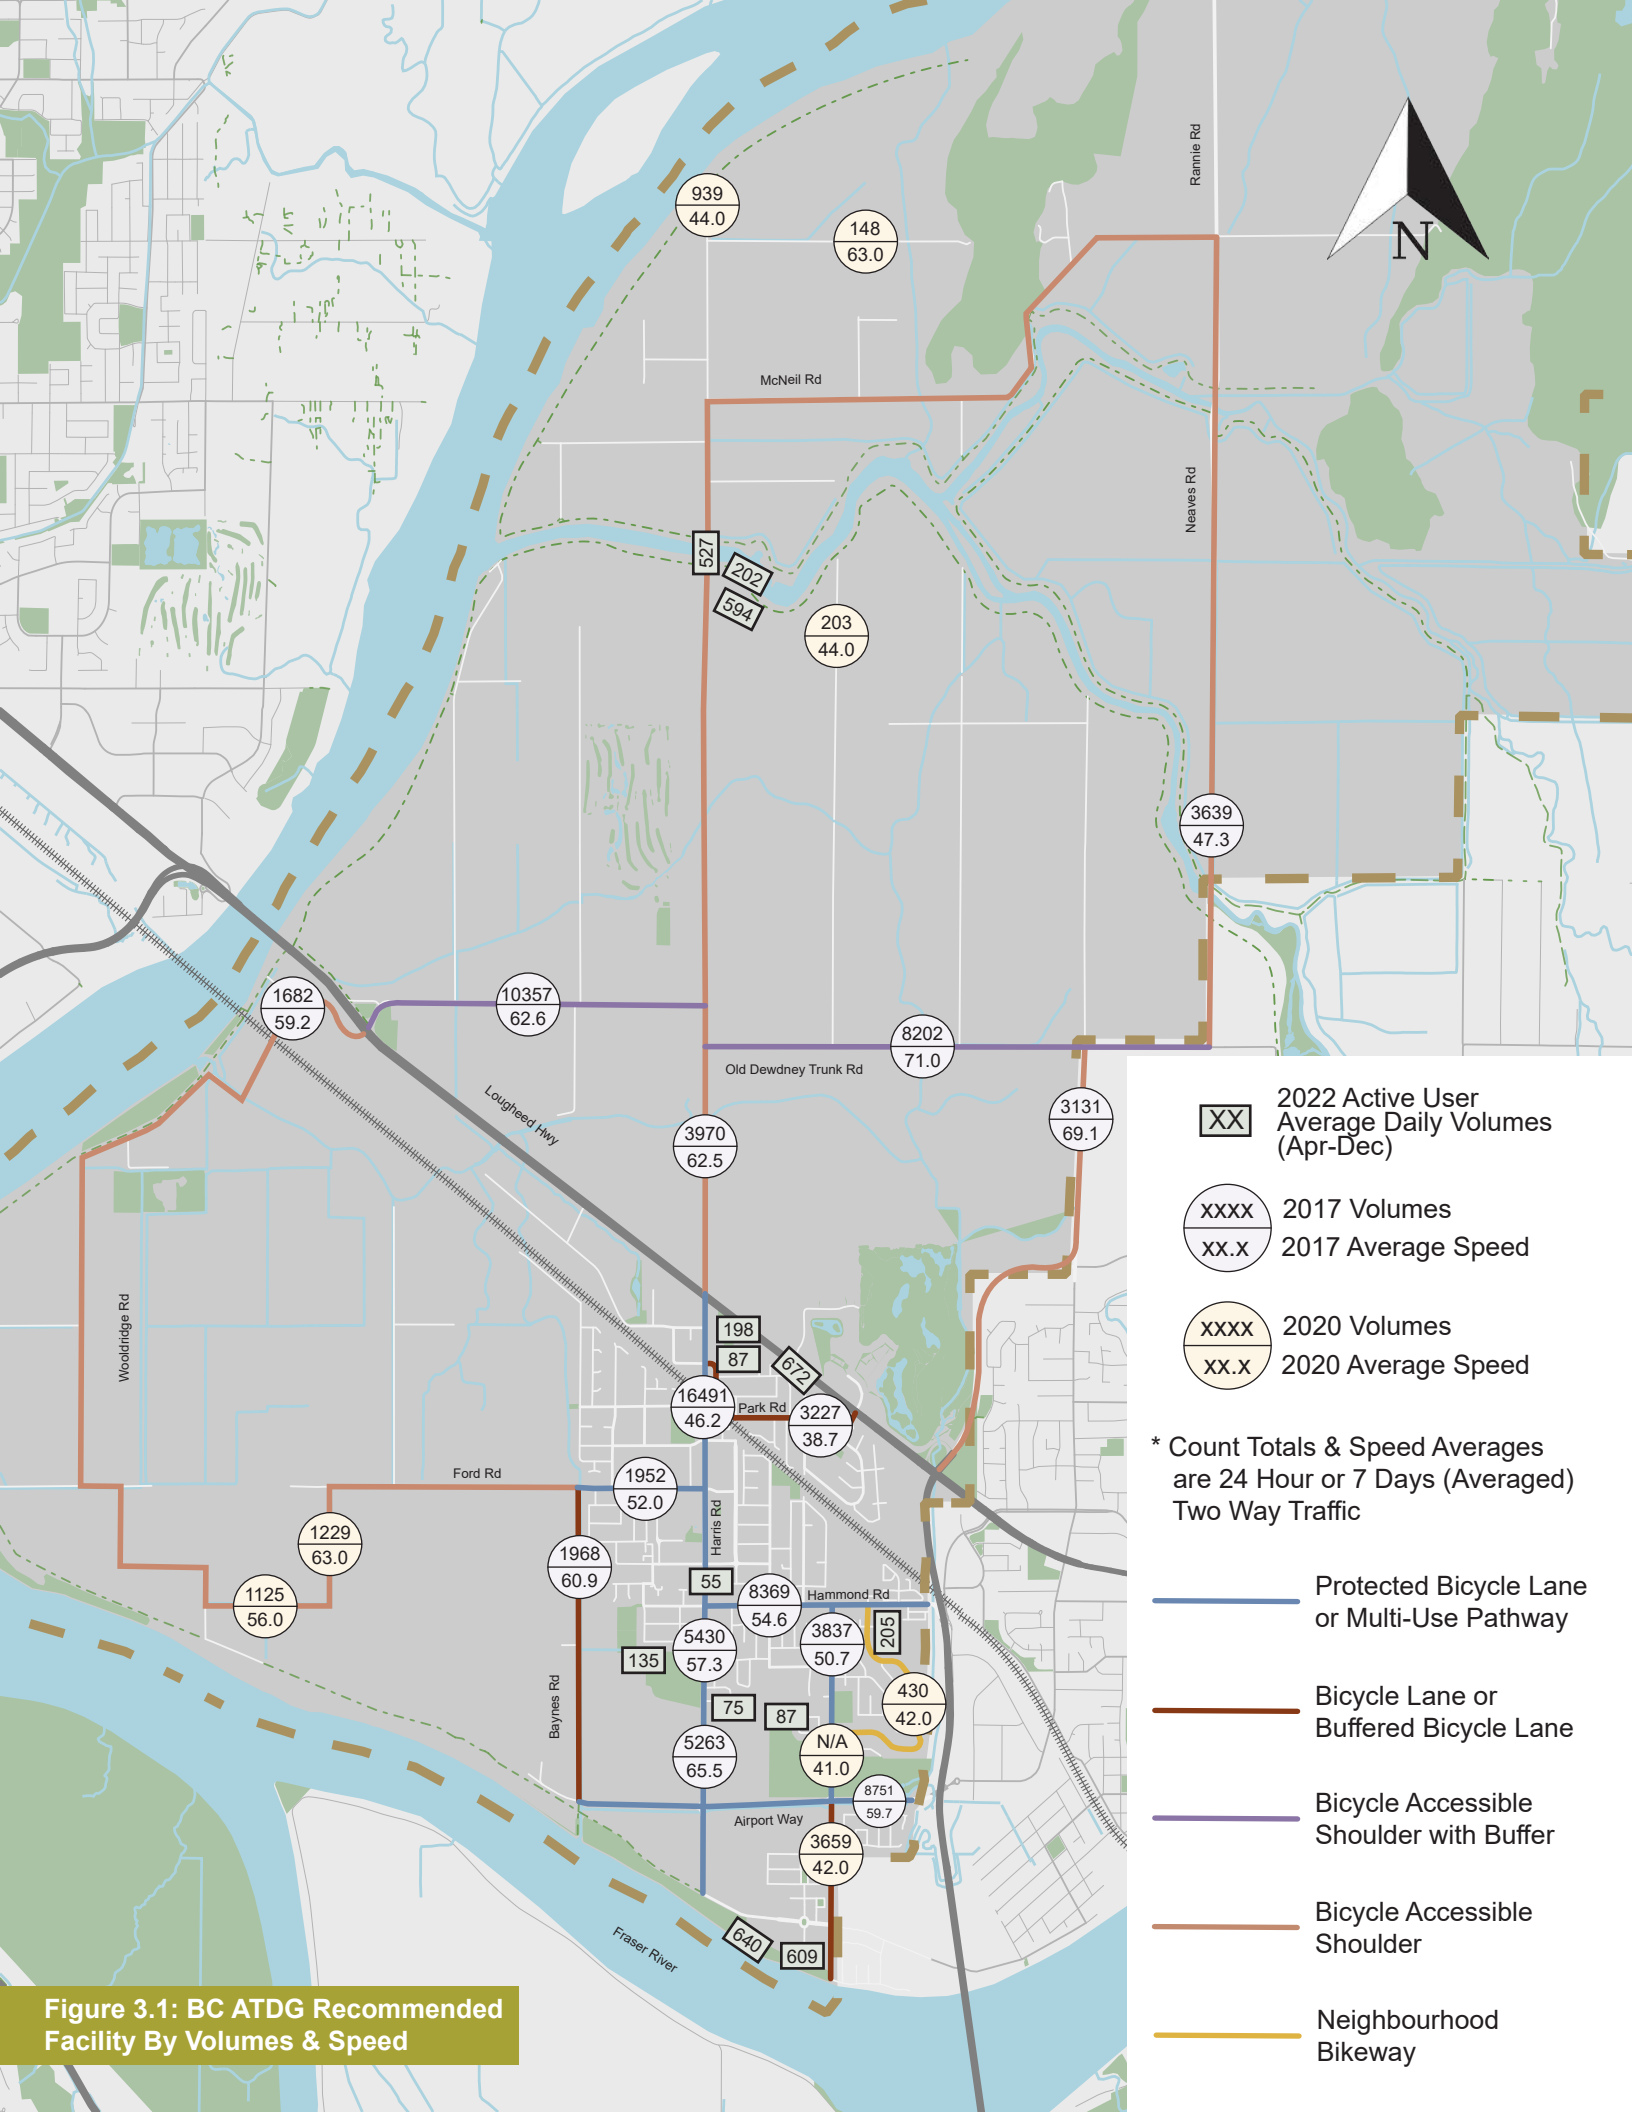 939
44.0
148
63.0
Rannie Rd
N
McNeil Rd
Neaves Rd
527
202
594
203
44.0
3639
47.3
1682
59.2
10357
62.6
8202
71.0
Old Dewdney Trunk Rd
Lougheed Hwy
3970
62.5
3131
69.1
Wooldridge Rd
198
87
672
16491
46.2
Park Rd
3227
38.7
Ford Rd
1952
52.0
Harris Rd
1229
63.0
1968
60.9
1125
56.0
55
8369
54.6
Hammond Rd
205
5430
57.3
3837
50.7
135
Baynes Rd
75
87
430
42.0
5263
65.5
N/A
41.0
8751
59.7
Airport Way
3659
42.0
640
609
Fraser River
XX
2022 Active User
Average Daily Volumes
(Apr-Dec)
xxxx
xx.x
2017 Volumes
2017 Average Speed
xxxx
xx.x
2020 Volumes
2020 Average Speed
* Count Totals & Speed Averages
are 24 Hour or 7 Days (Averaged)
Two Way Traffic
Protected Bicycle Lane
or Multi-Use Pathway
Bicycle Lane or
Buffered Bicycle Lane
Bicycle Accessible
Shoulder with Buffer
Bicycle Accessible
Shoulder
Neighbourhood
Bikeway
Figure 3.1: BC ATDG Recommended
Facility By Volumes & Speed